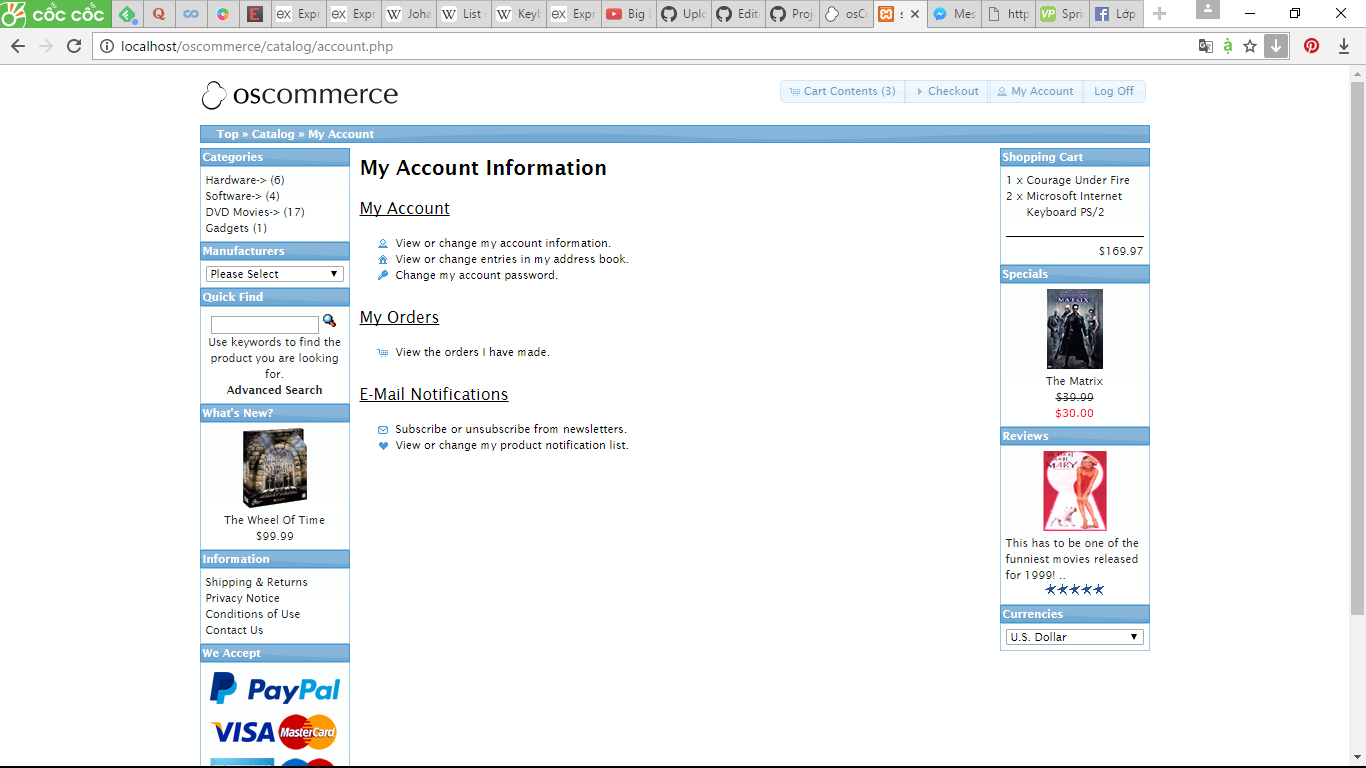 cốc cốc
Expr
Expr
Joha
List
Keyb
Expr
Big
Uplo
Edit
Proj
osC
s
Mes
http
Spri
Lớp
localhost/oscommerce/catalog/account.php
oscommerce
Cart Contents (3)
Checkout
My Account
Log Off
Top » Catalog » My Account
Categories
Hardware-> (6)
Software-> (4)
DVD Movies-> (17)
Gadgets (1)
Manufacturers
Please Select
Quick Find
Use keywords to find the
product you are looking
for.
Advanced Search
What's New?
The Wheel Of Time
$99.99
Information
Shipping & Returns
Privacy Notice
Conditions of Use
Contact Us
We Accept
PayPal
VISA MasterCard
My Account Information
My Account
View or change my account information.
View or change entries in my address book.
Change my account password.
My Orders
View the orders I have made.
E-Mail Notifications
Subscribe or unsubscribe from newsletters.
View or change my product notification list.
Shopping Cart
1 x Courage Under Fire
2 x Microsoft Internet
Keyboard PS/2
$169.97
Specials
MATRIX
The Matrix
$39.99
$30.00
Reviews
MARY
This has to be one of the
funniest movies released
for 1999! ..
Currencies
U.S. Dollar